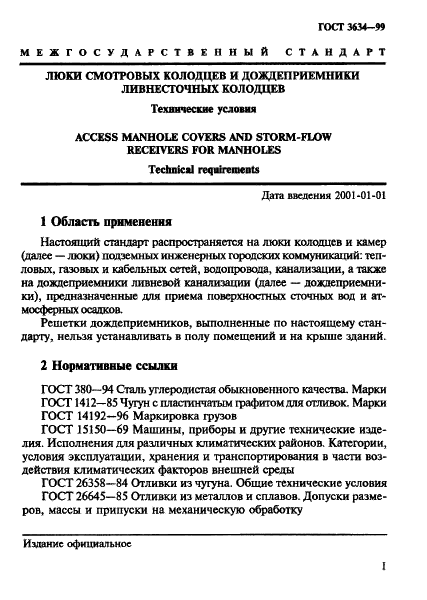 ГОСТ 3634—99
МЕЖГОСУДАРСТВЕННЫЙ СТАНДАРТ
ЛЮКИ СМОТРОВЫХ КОЛОДЦЕВ И ДОЖДЕПРИЕМНИКИ
ЛИВНЕСТОЧНЫХ КОЛОДЦЕВ
Технические условия
ACCESS MANHOLE COVERS AND STORM-FLOW
RECEIVERS FOR MANHOLES
Technical requirements
Дата введения 2001-01-01
1 Область применения
Настоящий стандарт распространяется на люки колодцев и камер
(далее — люки) подземных инженерных городских коммуникаций: теп-
ловых, газовых и кабельных сетей, водопровода, канализации, а также
на дождеприемники ливневой канализации (далее — дождеприемни-
ки), предназначенные для приема поверхностных сточных вод и ат-
мосферных осадков.
Решетки дождеприемников, выполненные по настоящему стан-
дарту, нельзя устанавливать в полу помещений и на крыше зданий.
2 Нормативные ссылки
ГОСТ 380—94 Сталь углеродистая обыкновенного качества. Марки
ГОСТ 1412—85 Чугун с пластинчатым графитом для отливок. Марки
ГОСТ 14192—96 Маркировка грузов
ГОСТ 15150—69 Машины, приборы и другие технические изде-
лия. Исполнения для различных климатических районов. Категории,
условия эксплуатации, хранения и транспортирования в части воз-
действия климатических факторов внешней среды
ГОСТ 26358—84 Отливки из чугуна. Общие технические условия
ГОСТ 26645—85 Отливки из металлов и сплавов. Допуски разме-
ров, массы и припуски на механическую обработку
Издание официальное
1